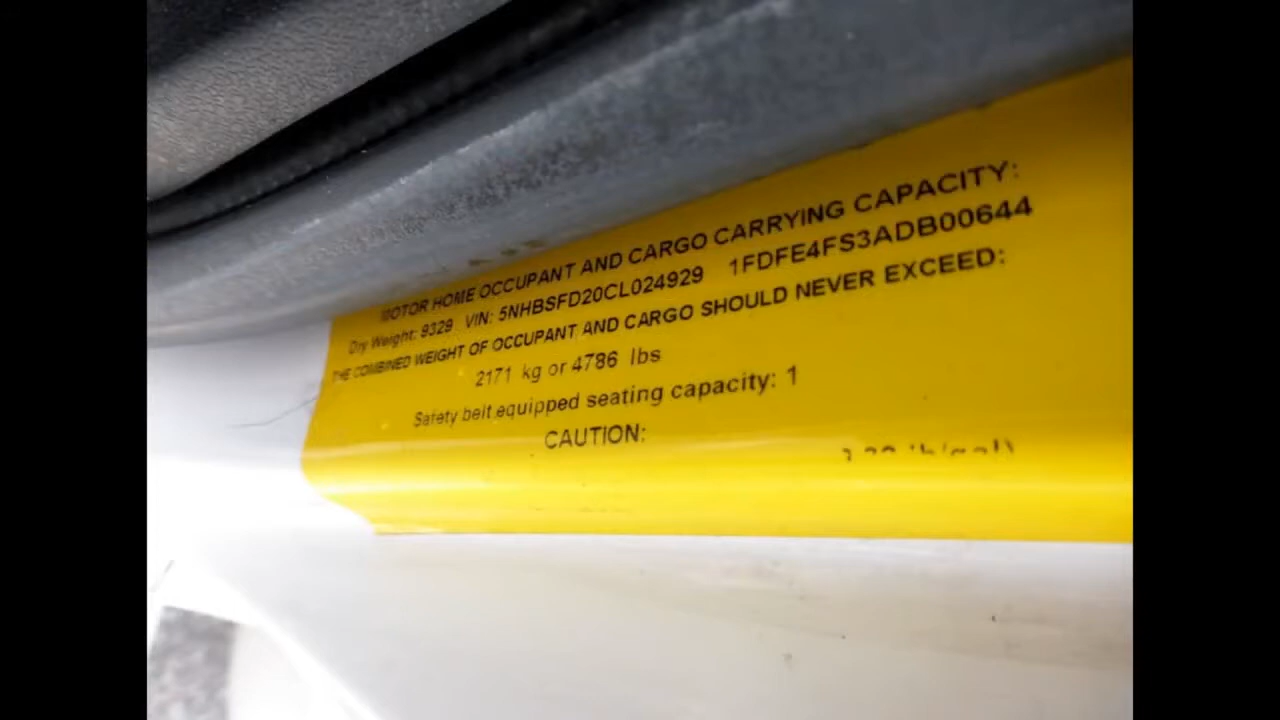 MOTOR HOME OCCUPANT AND CARGO CARRYING CAPACITY:
Dry Weight: 9329 VIN: 5NHBSFD20CL024929 1FDFE4FS3ADB00644
THE COMBINED WEIGHT OF OCCUPANT AND CARGO SHOULD NEVER EXCEED:
2171 kg or 4786 lbs
Safety belt equipped seating capacity: 1
CAUTION: